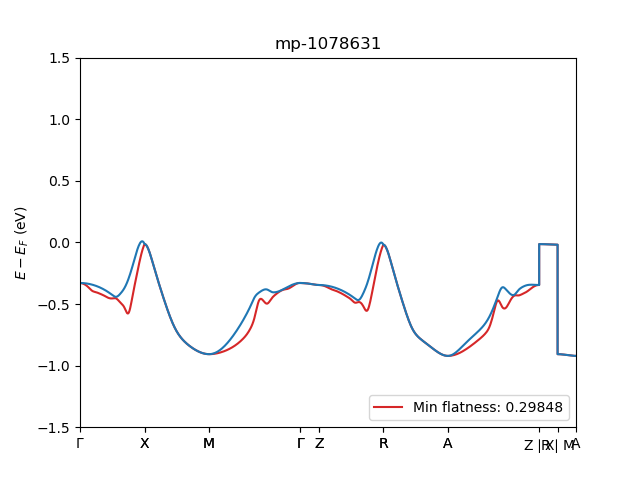 mp-1078631
1.5
1.0
0.5
0.0
−0.5
−1.0
−1.5
E − E_F (eV)
Min flatness: 0.29848
Γ X M Γ Z R A Z | R X | M A